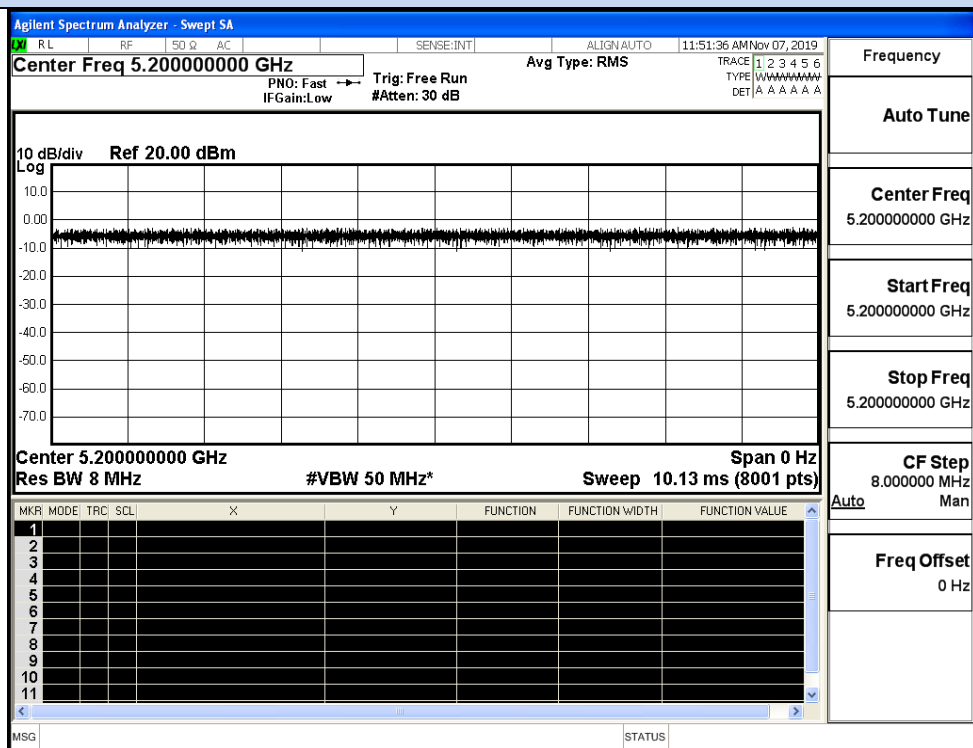 Agilent Spectrum Analyzer - Swept SA
LXI RL RF 50 Ω AC SENSE:INT ALIGN AUTO 11:51:36 AM Nov 07, 2019
Center Freq 5.200000000 GHz
PNO: Fast
IFGain:Low
Trig: Free Run
#Atten: 30 dB
Avg Type: RMS
TRACE 1 2 3 4 5 6
TYPE WWWWWW
DET A A A A A A
10 dB/div Ref 20.00 dBm
Log
10.0
0.00
-10.0
-20.0
-30.0
-40.0
-50.0
-60.0
-70.0
Center 5.200000000 GHz Span 0 Hz
Res BW 8 MHz #VBW 50 MHz* Sweep 10.13 ms (8001 pts)
MKR MODE TRC SCL X Y FUNCTION FUNCTION WIDTH FUNCTION VALUE
1
2
3
4
5
6
7
8
9
10
11
MSG STATUS
Frequency
Auto Tune
Center Freq
5.200000000 GHz
Start Freq
5.200000000 GHz
Stop Freq
5.200000000 GHz
CF Step
8.000000 MHz
Auto Man
Freq Offset
0 Hz